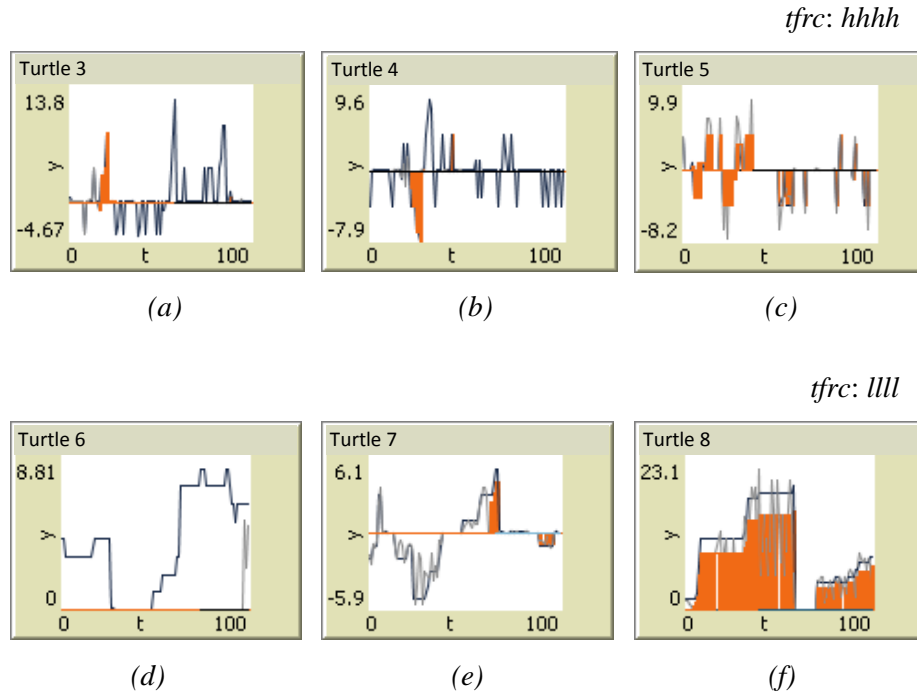 tfrc: hhhh
Turtle 3 Turtle 4 Turtle 5
13.8 9.6 9.9
y y y
-4.67 -7.9 -8.2
0 t 100 0 t 100 0 t 100
(a) (b) (c)
tfrc: llll
Turtle 6 Turtle 7 Turtle 8
8.81 6.1 23.1
y y y
0 -5.9 0
0 t 100 0 t 100 0 t 100
(d) (e) (f)